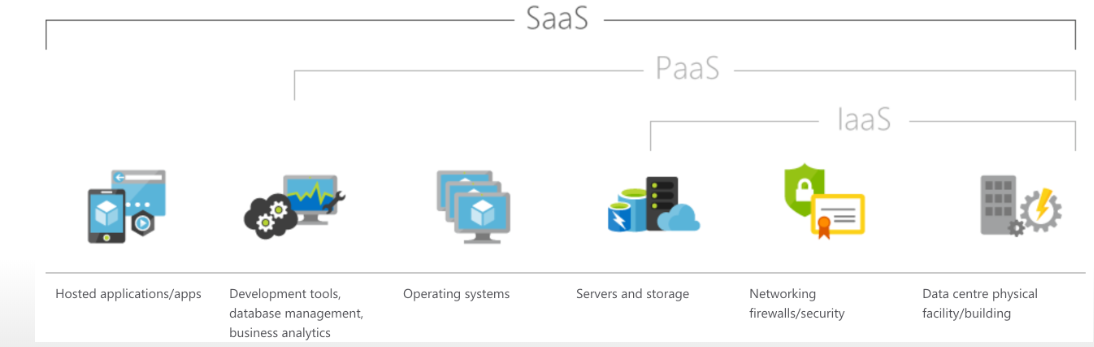 SaaS
PaaS
IaaS
Hosted applications/apps
Development tools,
database management,
business analytics
Operating systems
Servers and storage
Networking
firewalls/security
Data centre physical
facility/building